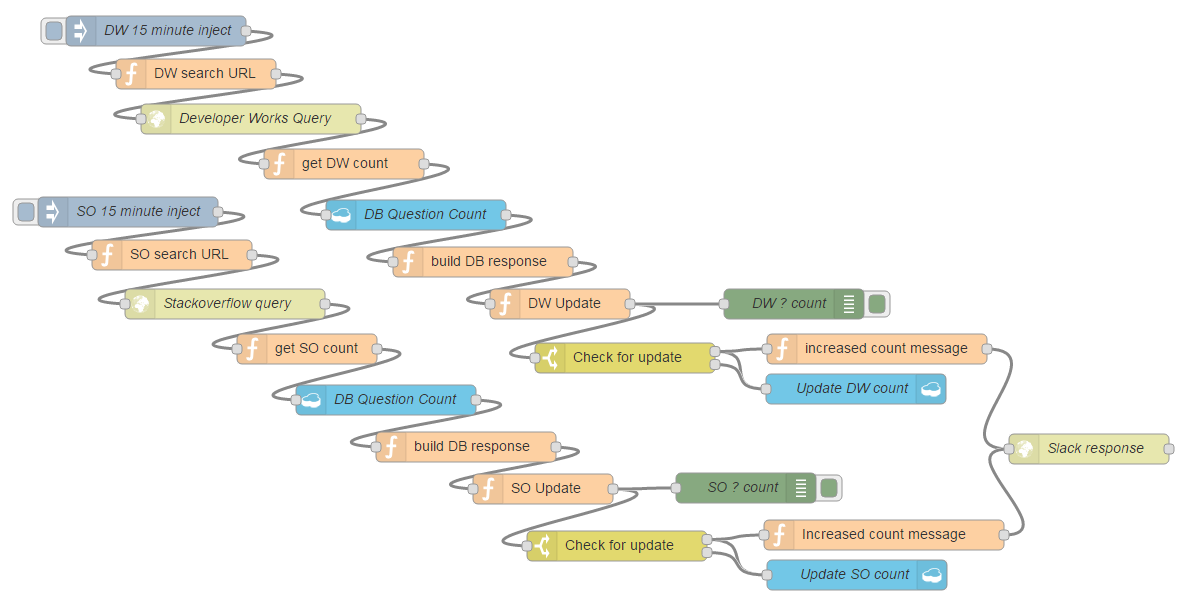 DW 15 minute inject
DW search URL
Developer Works Query
get DW count
SO 15 minute inject
DB Question Count
SO search URL
build DB response
Stackoverflow query
DW Update
DW ? count
get SO count
Check for update
increased count message
Update DW count
DB Question Count
build DB response
Slack response
SO Update
SO ? count
Check for update
Increased count message
Update SO count